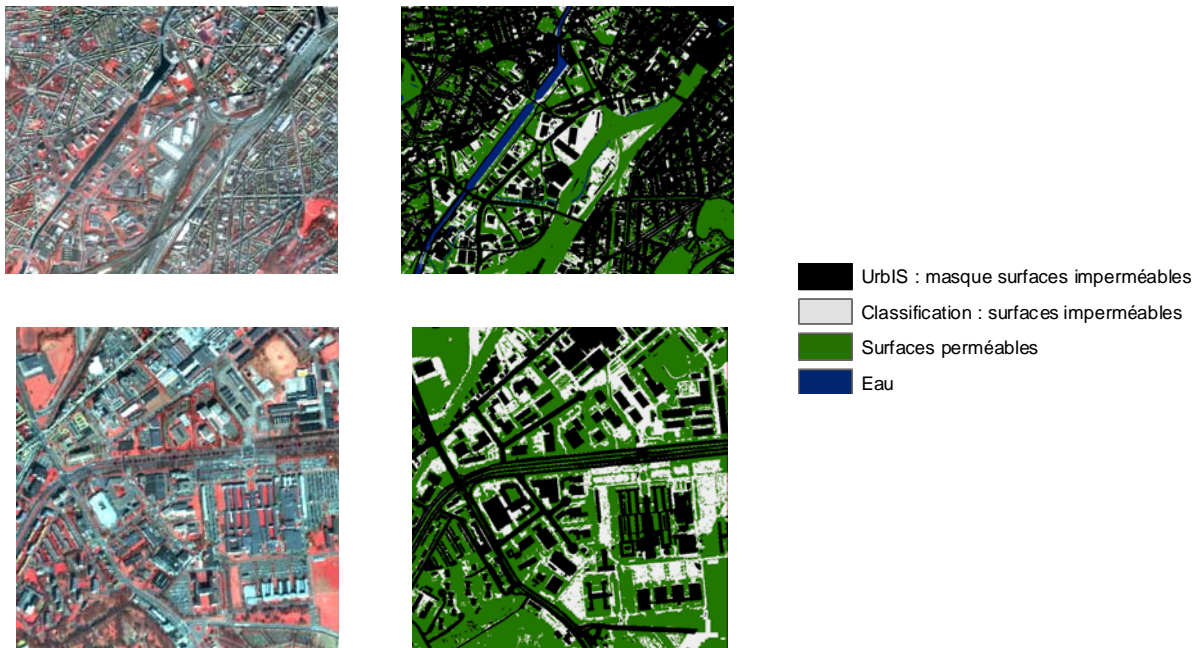 UrbIS : masque surfaces imperméables
Classification : surfaces imperméables
Surfaces perméables
Eau